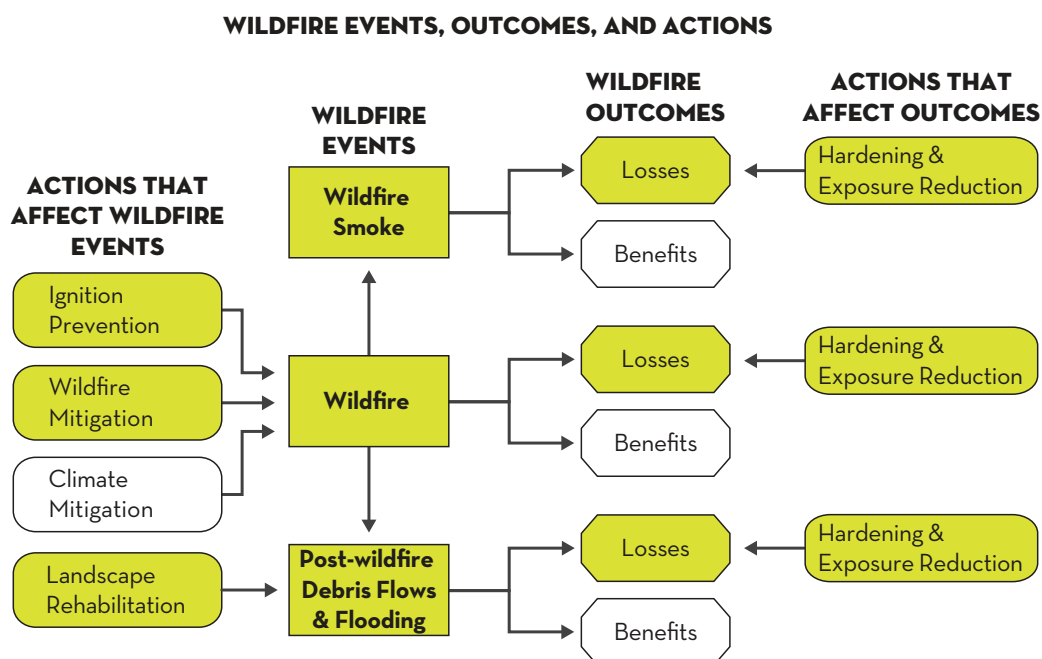 WILDFIRE EVENTS, OUTCOMES, AND ACTIONS
ACTIONS THAT
AFFECT WILDFIRE
EVENTS
Ignition
Prevention
Wildfire
Mitigation
Climate
Mitigation
Landscape
Rehabilitation
WILDFIRE
EVENTS
Wildfire
Smoke
Wildfire
Post-wildfire
Debris Flows
& Flooding
WILDFIRE
OUTCOMES
Losses
Benefits
Losses
Benefits
Losses
Benefits
ACTIONS THAT
AFFECT OUTCOMES
Hardening &
Exposure Reduction
Hardening &
Exposure Reduction
Hardening &
Exposure Reduction